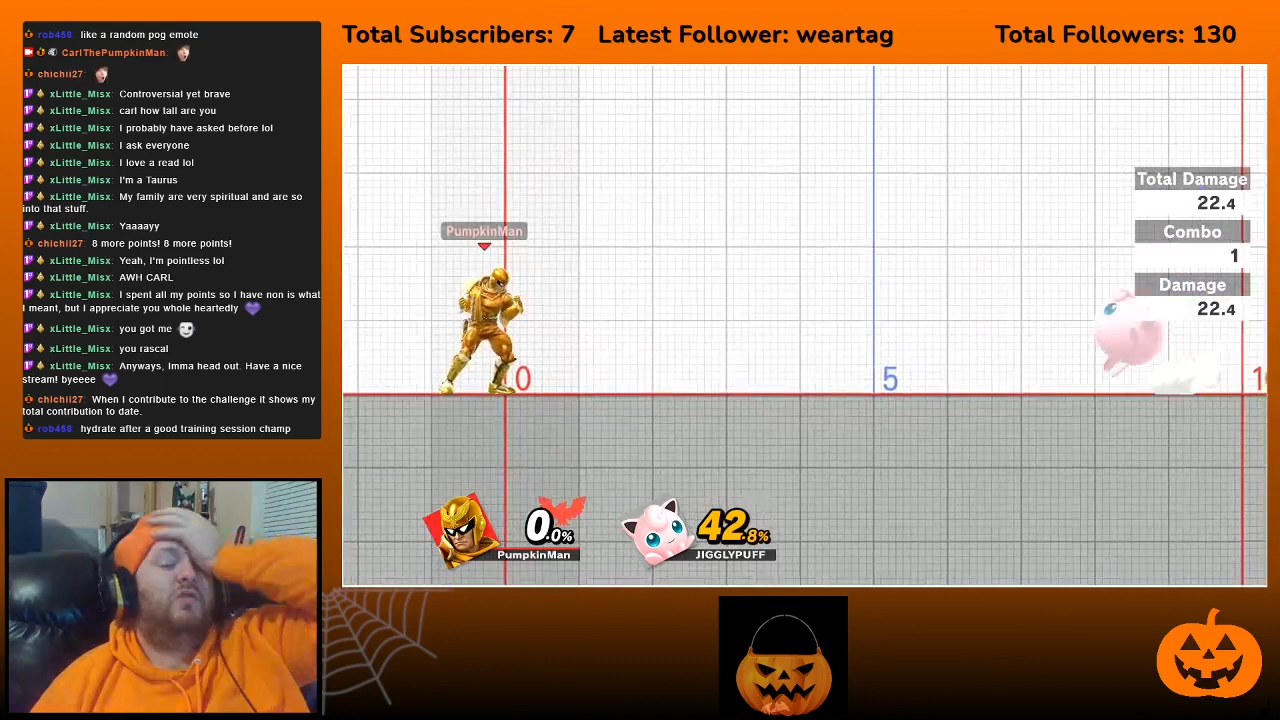 Total Subscribers: 7 Latest Follower: weartag Total Followers: 130
rob458 like a random pog emote
CarlThePumpkinMan:
chichii27:
xLittle_Misx: Controversial yet brave
xLittle_Misx: carl how tall are you
xLittle_Misx: I probably have asked before lol
xLittle_Misx: I ask everyone
xLittle_Misx: I love a read lol
xLittle_Misx: I'm a Taurus
xLittle_Misx: My family are very spiritual and are so
into that stuff.
xLittle_Misx: Yaaaayy
chichii27: 8 more points! 8 more points!
xLittle_Misx: Yeah, I'm pointless lol
xLittle_Misx: AWH CARL
xLittle_Misx: I spent all my points so I have non is what
I meant, but I appreciate you whole heartedly
xLittle_Misx: you got me
xLittle_Misx: you rascal
xLittle_Misx: Anyways, Imma head out. Have a nice
stream! byeeee
chichii27: When I contribute to the challenge it shows my
total contribution to date.
rob458 hydrate after a good training session champ
PumpkinMan
Total Damage
22.4
Combo
1
Damage
22.4
0
5
1
0.0%
PumpkinMan
42.8%
JIGGLYPUFF